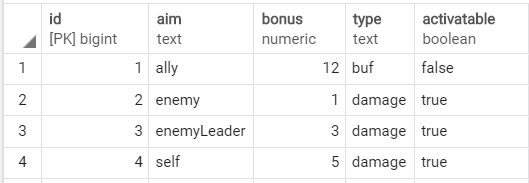 id aim bonus type activatable
[PK] bigint text numeric text boolean
1 1 ally 12 buf false
2 2 enemy 1 damage true
3 3 enemyLeader 3 damage true
4 4 self 5 damage true